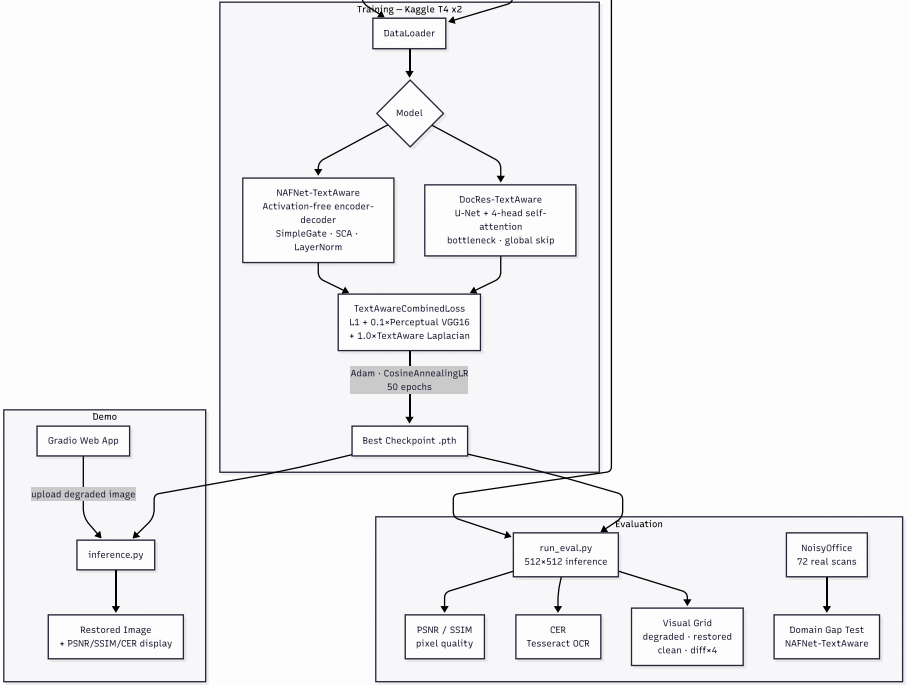 Training — Kaggle T4 x2
DataLoader
Model
NAFNet-TextAware
Activation-free encoder-
decoder
SimpleGate · SCA ·
LayerNorm
DocRes-TextAware
U-Net + 4-head self-
attention
bottleneck · global skip
TextAwareCombinedLoss
L1 + 0.1×Perceptual VGG16
+ 1.0×TextAware Laplacian
Adam · CosineAnnealingLR
50 epochs
Best Checkpoint .pth
Demo
Gradio Web App
upload degraded image
inference.py
Restored Image
+ PSNR/SSIM/CER display
Evaluation
run_eval.py
512×512 inference
NoisyOffice
72 real scans
PSNR / SSIM
pixel quality
CER
Tesseract OCR
Visual Grid
degraded · restored
clean · diff×4
Domain Gap Test
NAFNet-TextAware